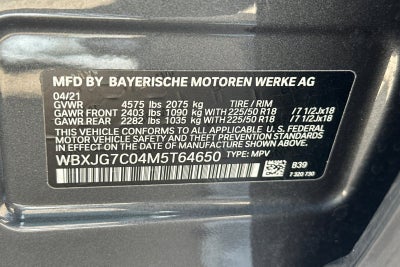 MFD BY BAYERISCHE MOTOREN WERKE AG
04/21
GVWR 4575 lbs 2075 kg TIRE / RIM
GAWR FRONT 2403 lbs 1090 kg WITH 225/50 R18 / 7 1/2Jx18
GAWR.REAR 2282 lbs 1035 kg WITH 225/50 R18 / 7 1/2Jx18
THIS VEHICLE CONFORMS TO ALL APPLICABLE U.S. FEDERAL
MOTOR VEHICLE SAFETY, BUMPER, AND THEFT PREVENTION
STANDARDS IN EFFECT ON THE DATE OF MANUFACTURE SHOWN ABOVE.
WBXJG7C04M5T64650 TYPE: MPV
B39
7 320 730